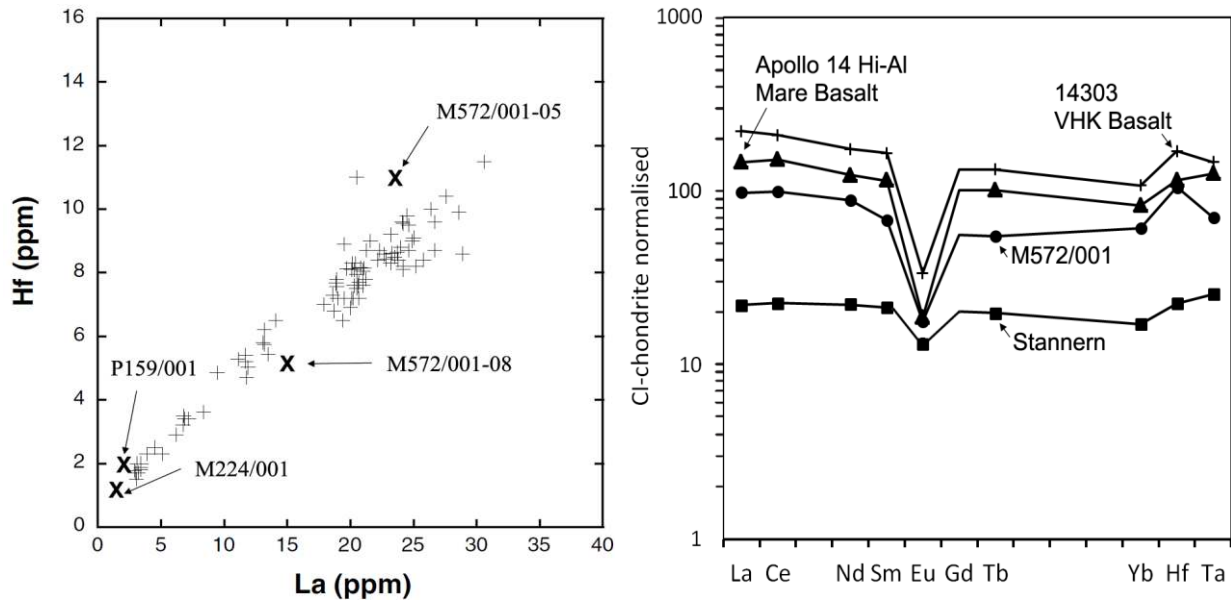 16
14
12
10
8
6
4
2
0
Hf (ppm)
M572/001-05
P159/001
M572/001-08
M224/001
0 5 10 15 20 25 30 35 40
La (ppm)
1000
100
10
1
CI-chondrite normalised
Apollo 14 Hi-Al
Mare Basalt
14303
VHK Basalt
M572/001
Stannern
La Ce Nd Sm Eu Gd Tb Yb Hf Ta